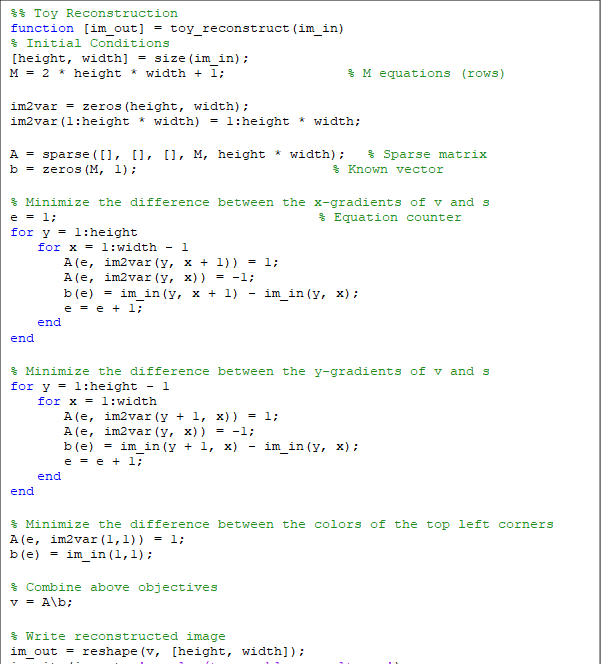 %% Toy Reconstruction
function [im_out] = toy_reconstruct(im_in)
% Initial Conditions
[height, width] = size(im_in);
M = 2 * height * width + 1; % M equations (rows)
im2var = zeros(height, width);
im2var(1:height * width) = 1:height * width;
A = sparse([], [], [], M, height * width); % Sparse matrix
b = zeros(M, 1); % Known vector
% Minimize the difference between the x-gradients of v and s
e = 1; % Equation counter
for y = 1:height
for x = 1:width - 1
A(e, im2var(y, x + 1)) = 1;
A(e, im2var(y, x)) = -1;
b(e) = im_in(y, x + 1) - im_in(y, x);
e = e + 1;
end
end
% Minimize the difference between the y-gradients of v and s
for y = 1:height - 1
for x = 1:width
A(e, im2var(y + 1, x)) = 1;
A(e, im2var(y, x)) = -1;
b(e) = im_in(y + 1, x) - im_in(y, x);
e = e + 1;
end
end
% Minimize the difference between the colors of the top left corners
A(e, im2var(1,1)) = 1;
b(e) = im_in(1,1);
% Combine above objectives
v = A\b;
% Write reconstructed image
im_out = reshape(v, [height, width]);